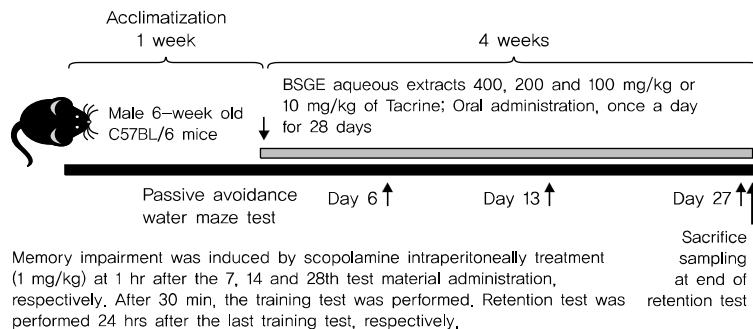 Acclimatization
1 week
4 weeks
Male 6-week old
C57BL/6 mice
BSGE aqueous extracts 400, 200 and 100 mg/kg or
10 mg/kg of Tacrine; Oral administration, once a day
for 28 days
Passive avoidance
water maze test
Day 6
Day 13
Day 27
Sacrifice
sampling
at end of
retention test
Memory impairment was induced by scopolamine intraperitoneally treatment
(1 mg/kg) at 1 hr after the 7, 14 and 28th test material administration,
respectively. After 30 min, the training test was performed. Retention test was
performed 24 hrs after the last training test, respectively.